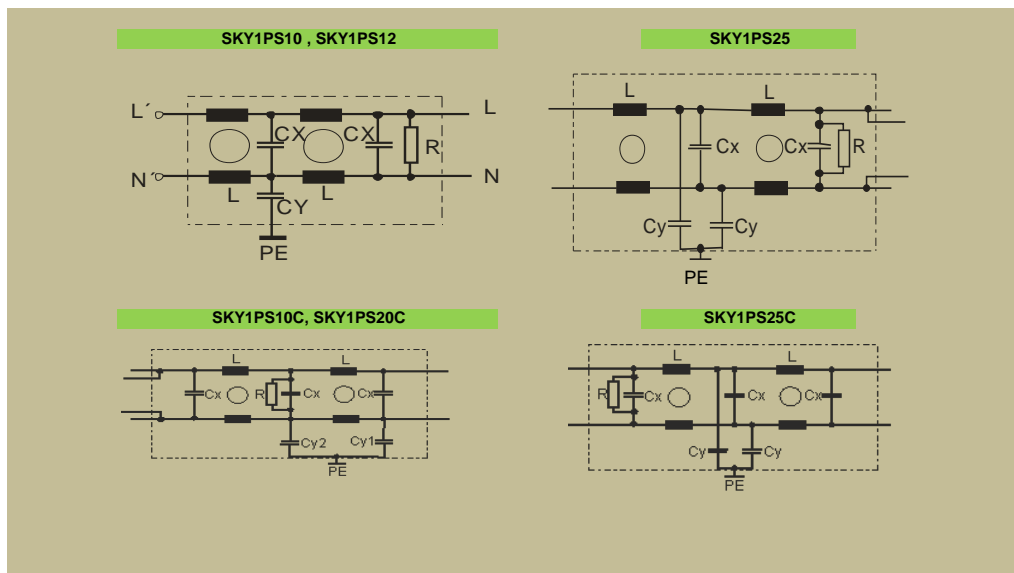 SKY1PS10 , SKY1PS12
L´ L
CX CX R
N´ N
L L
CY
PE
SKY1PS25
L L
Cx Cx R
Cy Cy
PE
SKY1PS10C, SKY1PS20C
L L
Cx R Cx Cx
Cy2 Cy1
PE
SKY1PS25C
L L
R Cx Cx Cx
Cy Cy
PE